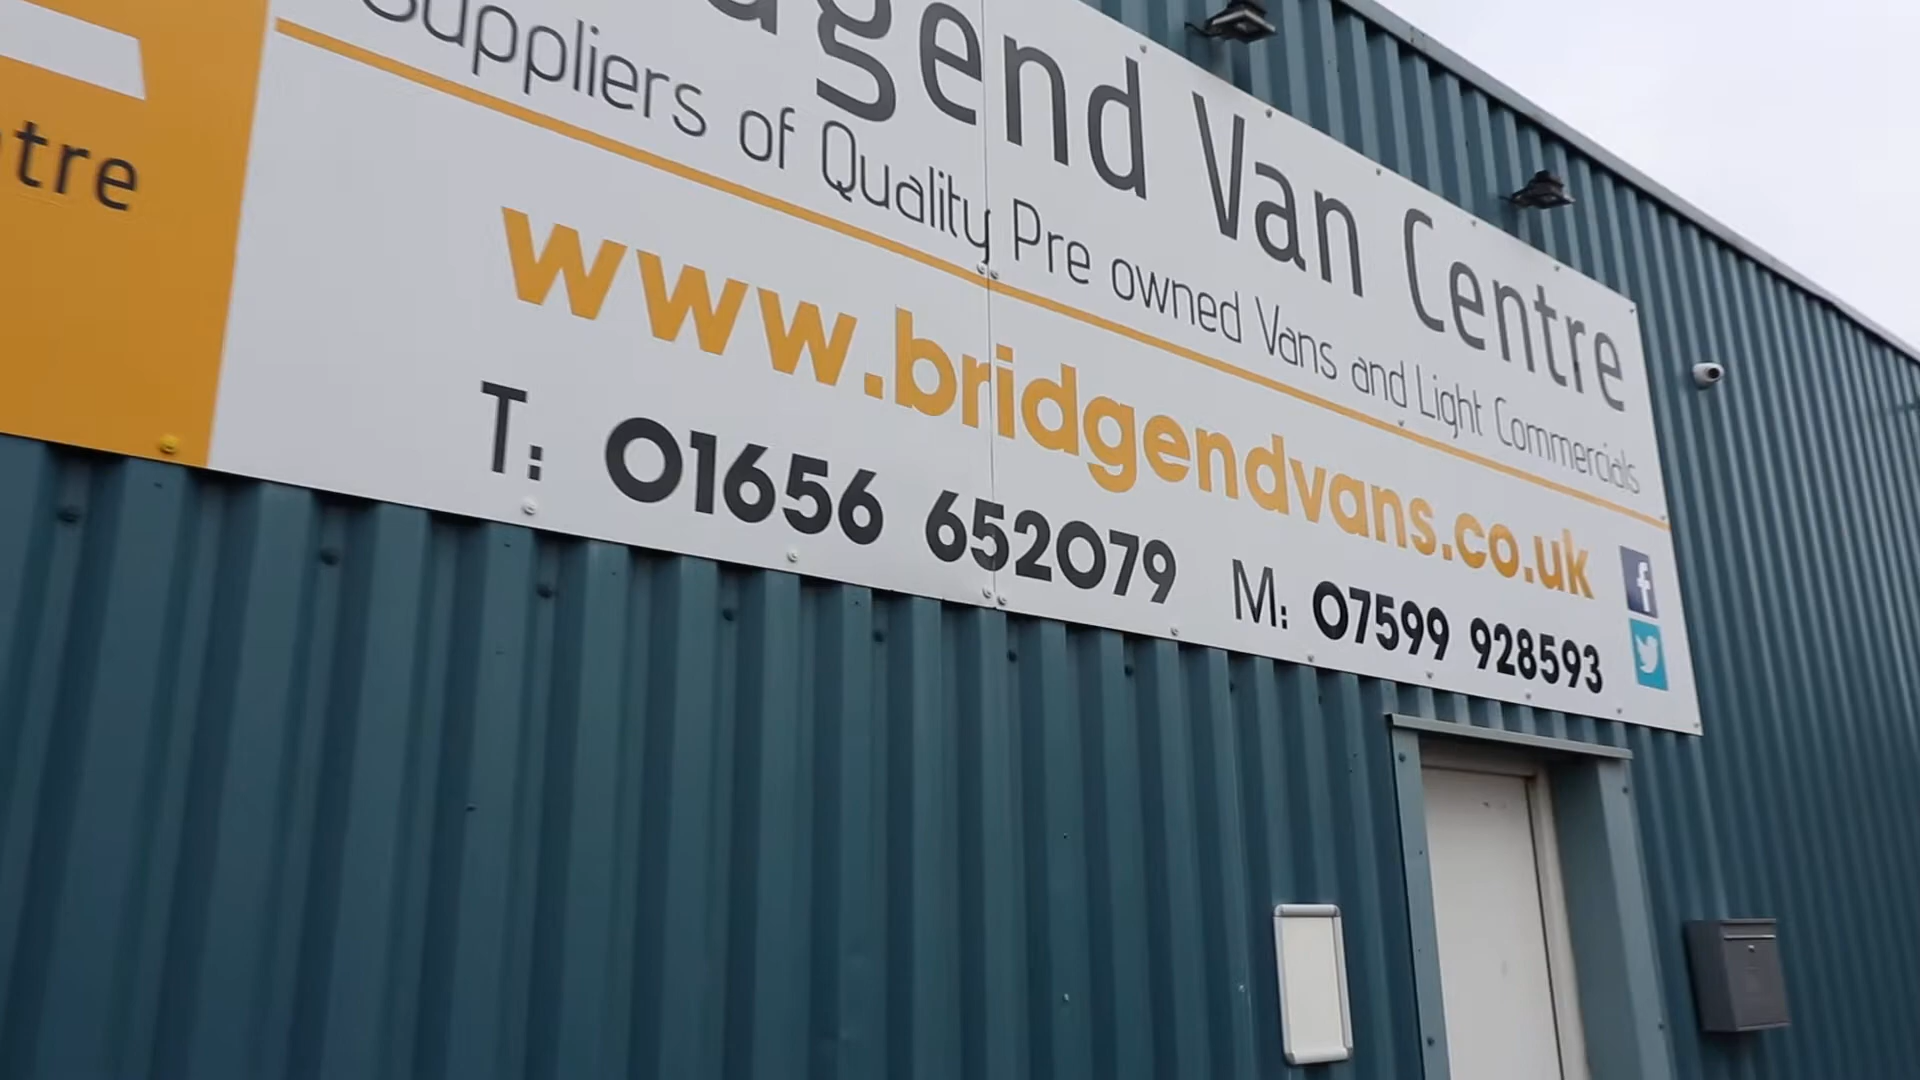 tre
gend Van Centre
Suppliers of Quality Pre owned Vans and Light Commercials
www.bridgendvans.co.uk
T: 01656 652079 M: 07599 928593